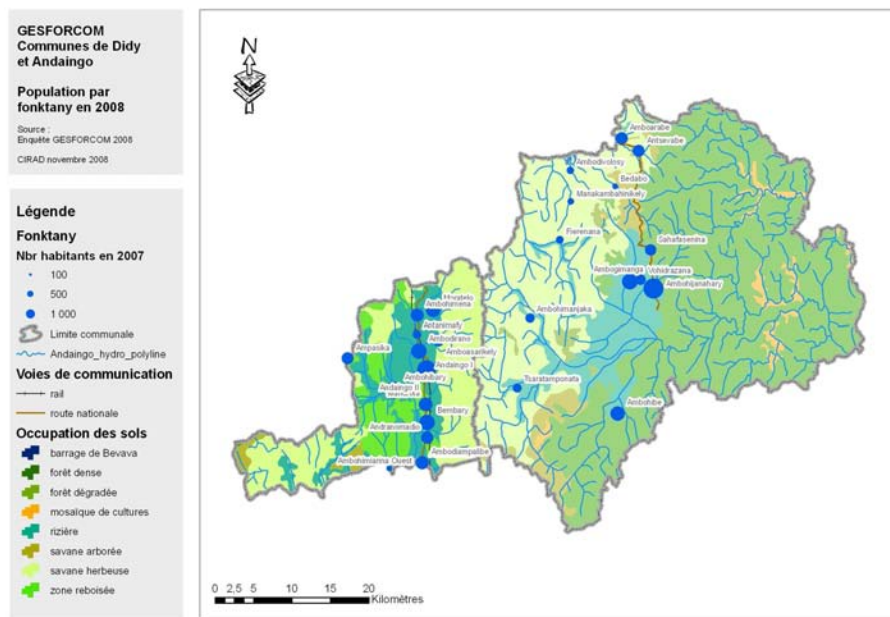 GESFORCOM
Communes de Didy
et Andaingo
Population par
fonktany en 2008
Source :
Enquête GESFORCOM 2008
CIRAD novembre 2008
Légende
Fonktany
Nbr habitants en 2007
100
500
1 000
Limite communale
Andaingo_hydro_polyline
Voies de communication
rail
route nationale
Occupation des sols
barrage de Bevava
forêt dense
forêt dégradée
mosaïque de cultures
rizière
savane arborée
savane herbeuse
zone reboisée
N
Amboarabe
Antsevabe
Ambodivolosy
Bedabo
Manakambahinikely
Fierenana
Sahafasenina
Ambogimanga
Vohidrazana
Ambohijanahary
Ambohimena
Ambohimanjaka
Antanimafy
Ambodirano
Ampasika
Amboasarikely
Andaingo I
Ambohibary
Andaingo II
Tsaratamponata
Bembary
Ambohibe
Andranomadio
Ambodiampalibe
Ambohimiarina Ouest
0 2,5 5 10 15 20
Kilomètres